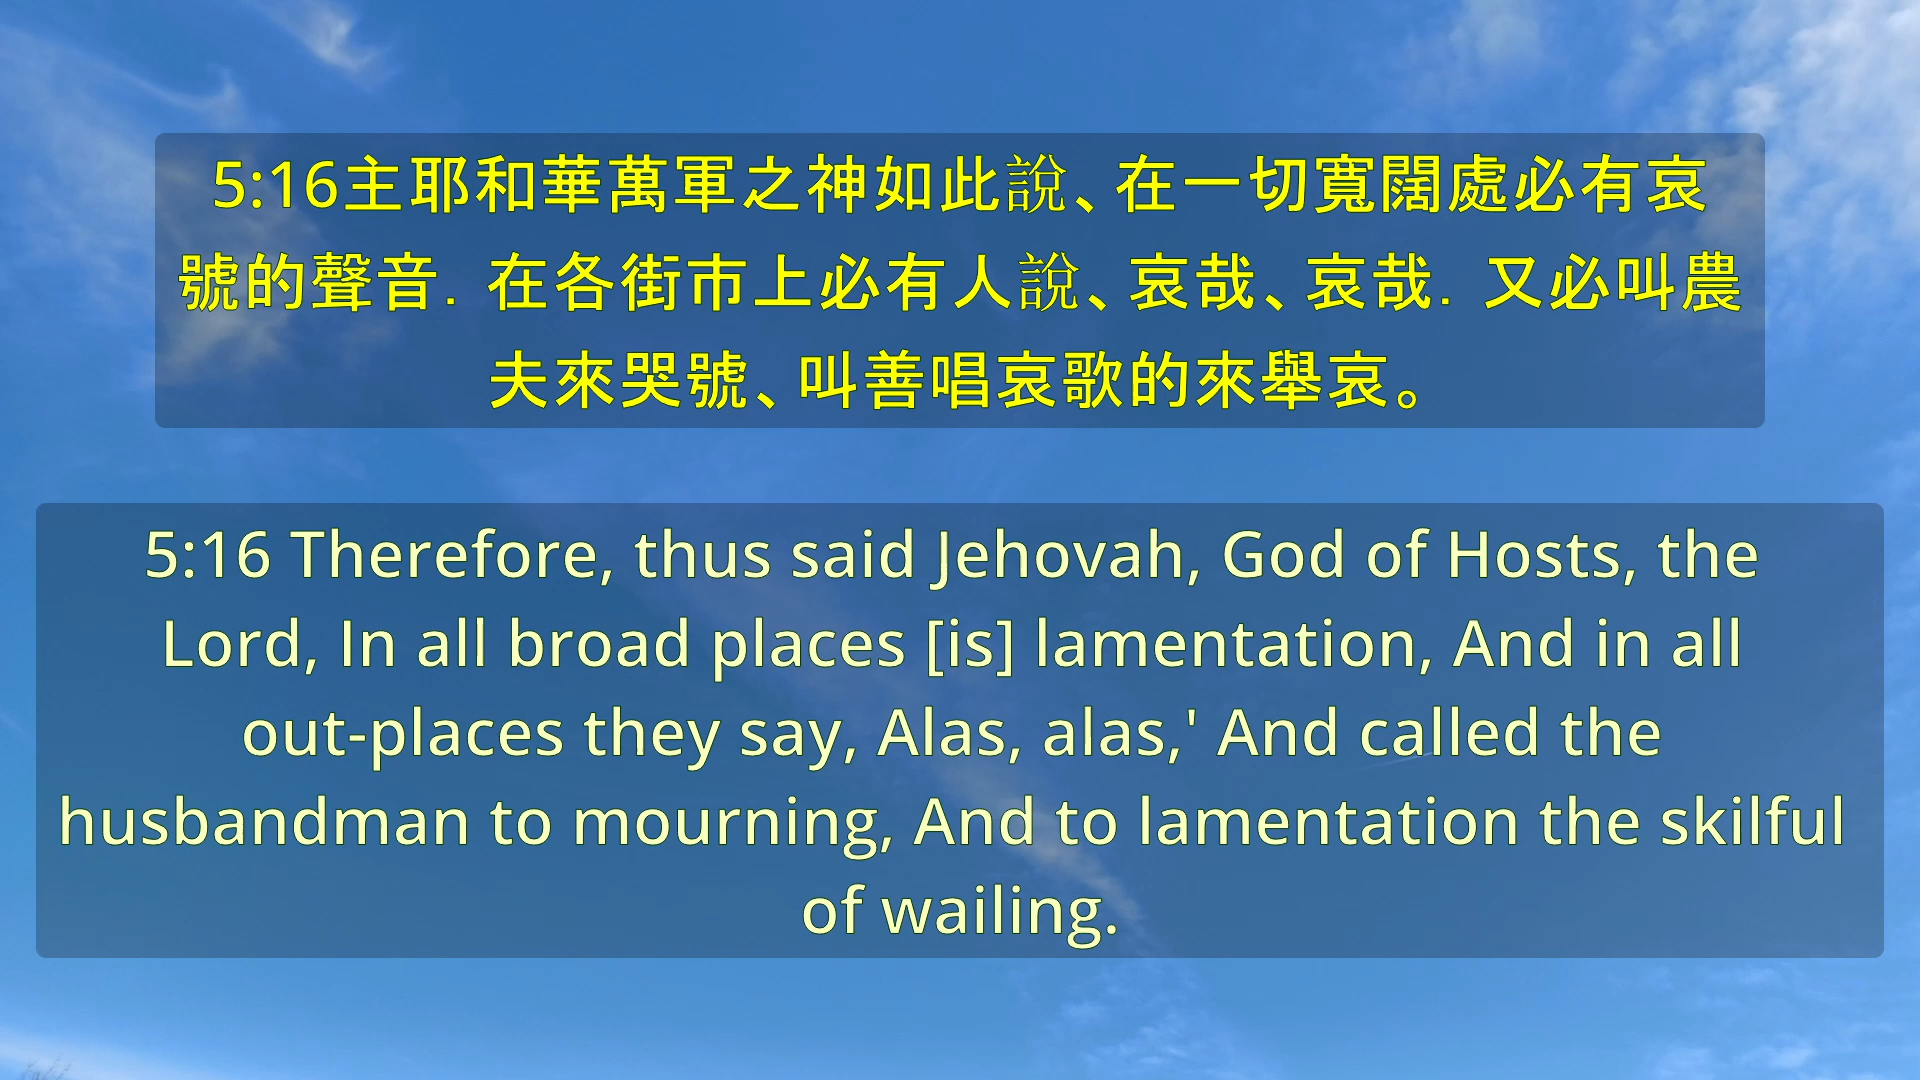 5:16主耶和華萬軍之神如此說、在一切寬闊處必有哀
號的聲音. 在各街市上必有人說、哀哉、哀哉. 又必叫農
夫來哭號、叫善唱哀歌的來舉哀。
5:16 Therefore, thus said Jehovah, God of Hosts, the
Lord, In all broad places [is] lamentation, And in all
out-places they say, Alas, alas,' And called the
husbandman to mourning, And to lamentation the skilful
of wailing.